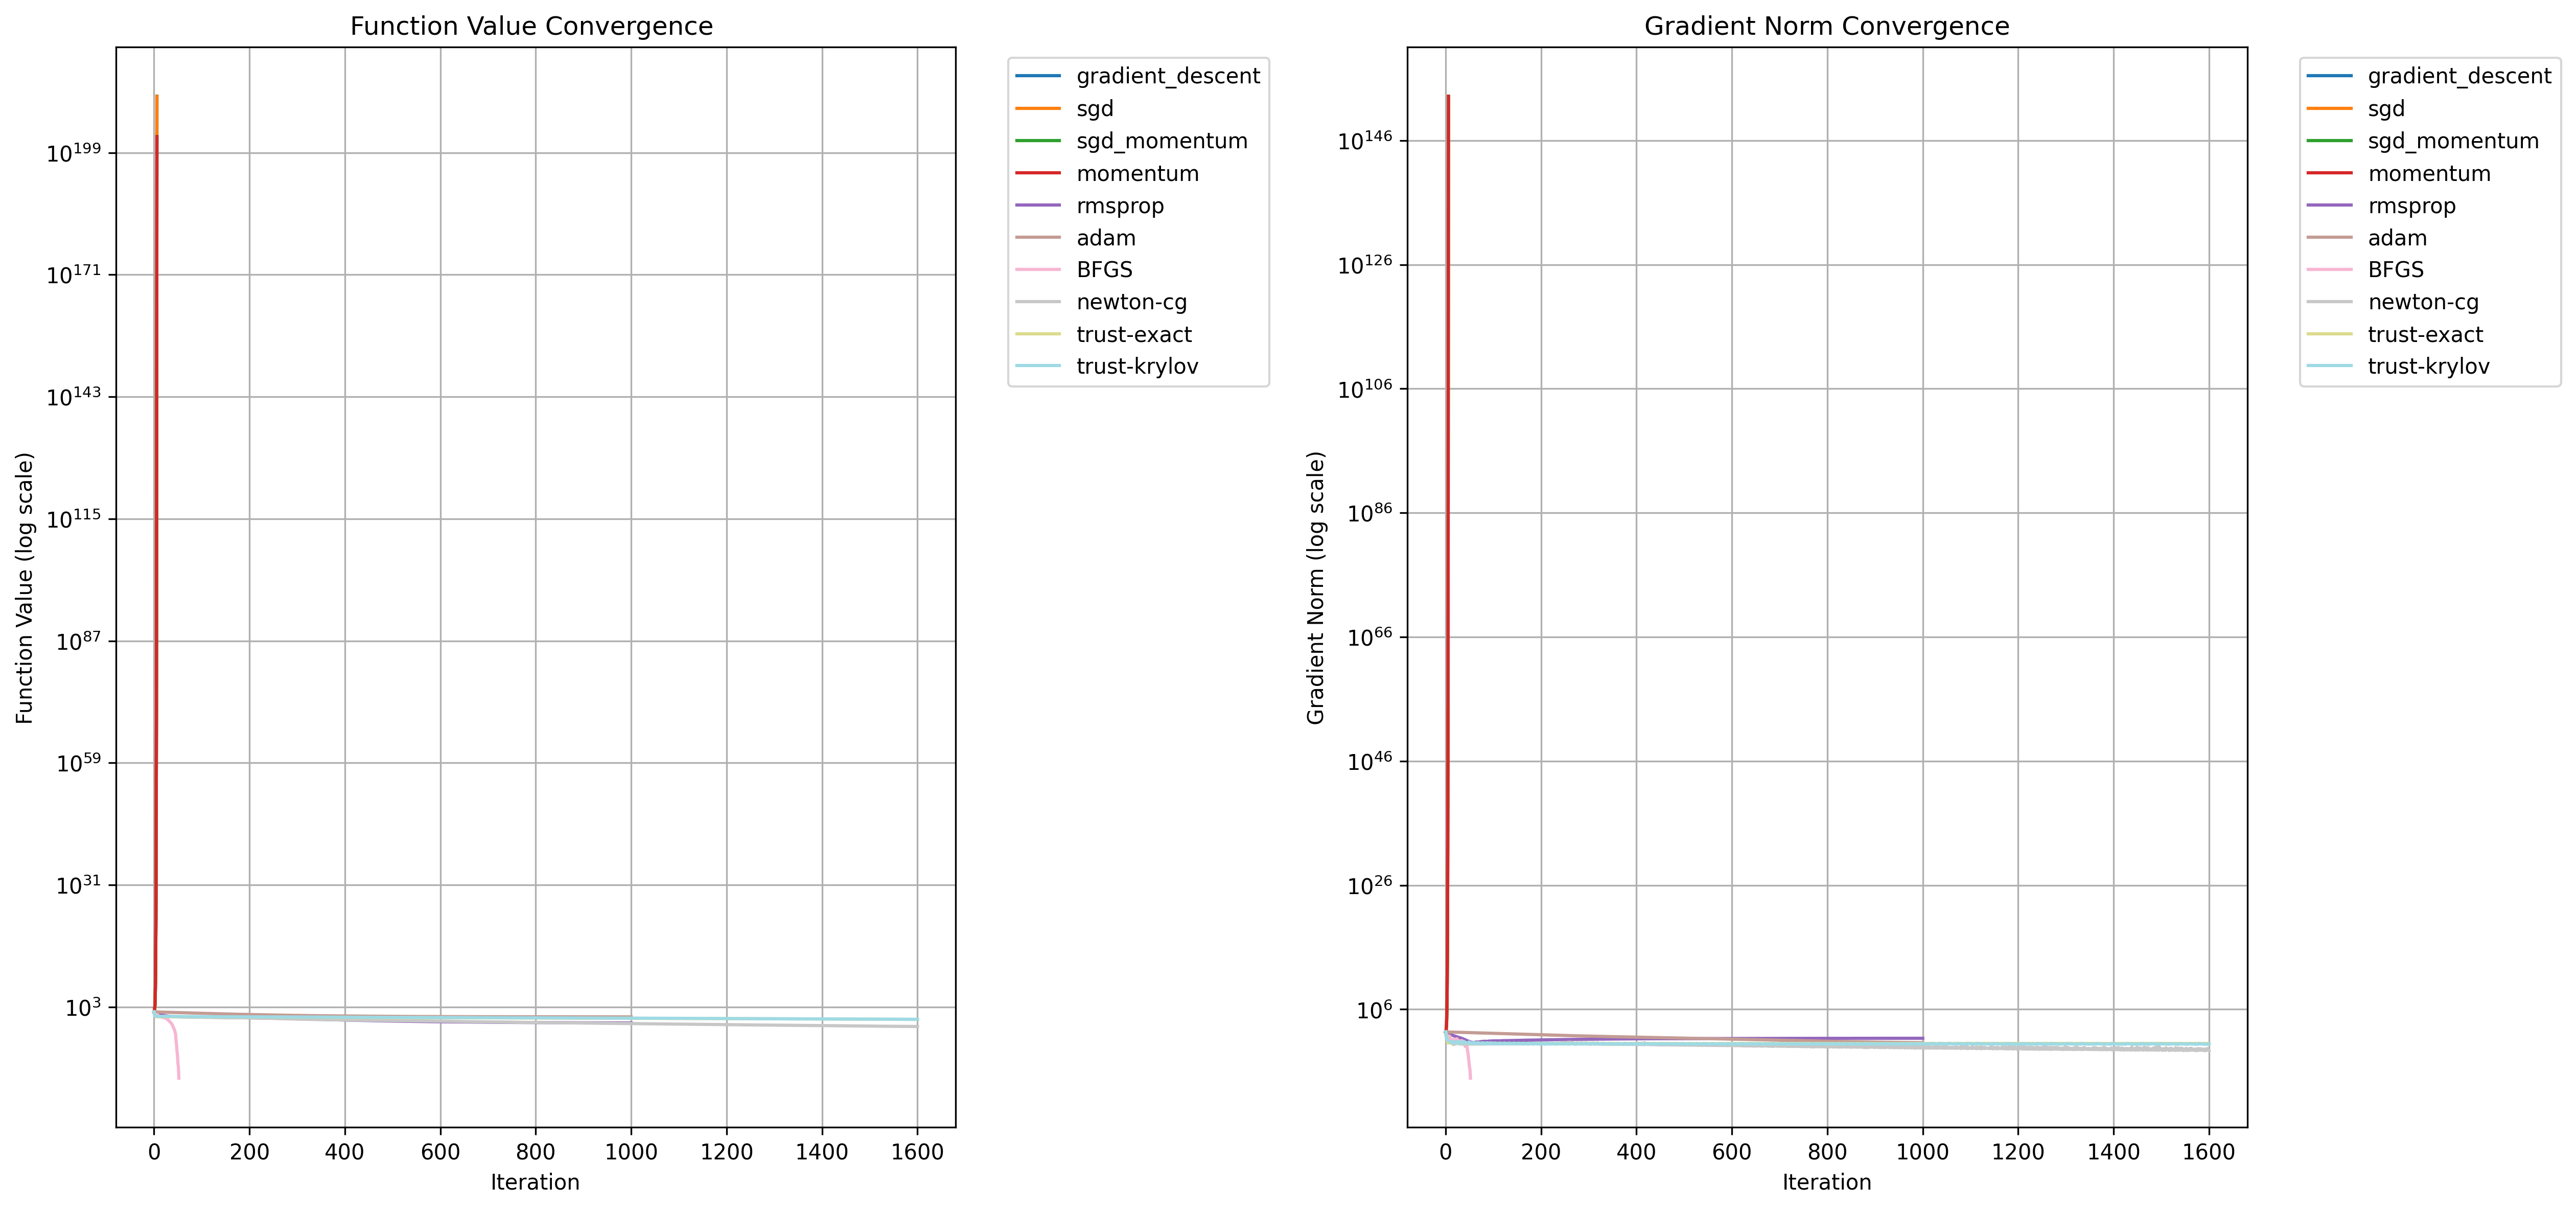 Function Value Convergence
Function Value (log scale)
10^199
10^171
10^143
10^115
10^87
10^59
10^31
10^3
0 200 400 600 800 1000 1200 1400 1600
Iteration
gradient_descent
sgd
sgd_momentum
momentum
rmsprop
adam
BFGS
newton-cg
trust-exact
trust-krylov
Gradient Norm Convergence
Gradient Norm (log scale)
10^146
10^126
10^106
10^86
10^66
10^46
10^26
10^6
0 200 400 600 800 1000 1200 1400 1600
Iteration
gradient_descent
sgd
sgd_momentum
momentum
rmsprop
adam
BFGS
newton-cg
trust-exact
trust-krylov